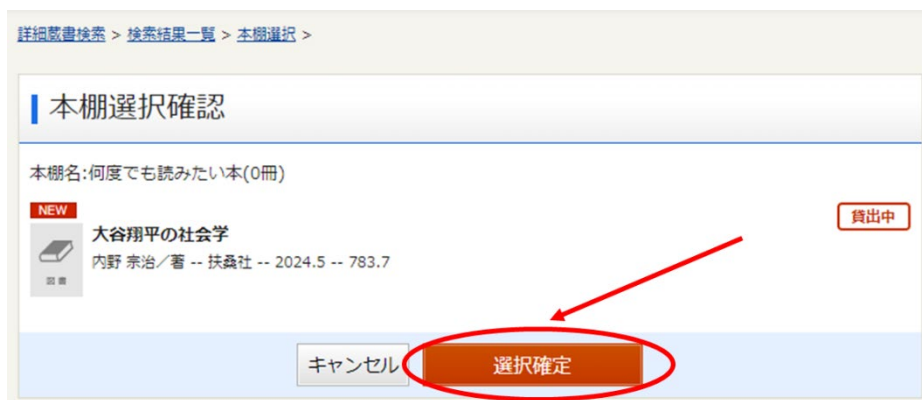 詳細蔵書検索 > 検索結果一覧 > 本棚選択 >
本棚選択確認
本棚名:何度でも読みたい本(0冊)
NEW
貸出中
大谷翔平の社会学
内野 宗治／著 -- 扶桑社 -- 2024.5 -- 783.7
図書
キャンセル
選択確定